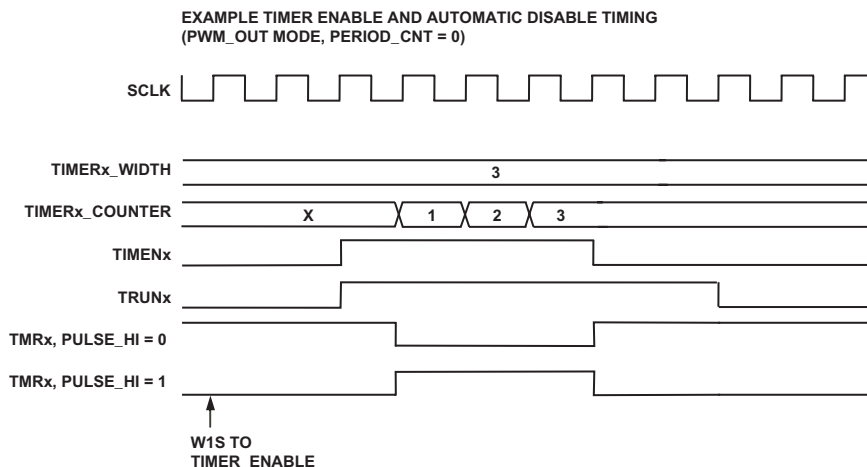 EXAMPLE TIMER ENABLE AND AUTOMATIC DISABLE TIMING
(PWM_OUT MODE, PERIOD_CNT = 0)
SCLK
TIMERx_WIDTH
3
TIMERx_COUNTER
X 1 2 3
TIMENx
TRUNx
TMRx, PULSE_HI = 0
TMRx, PULSE_HI = 1
W1S TO
TIMER_ENABLE